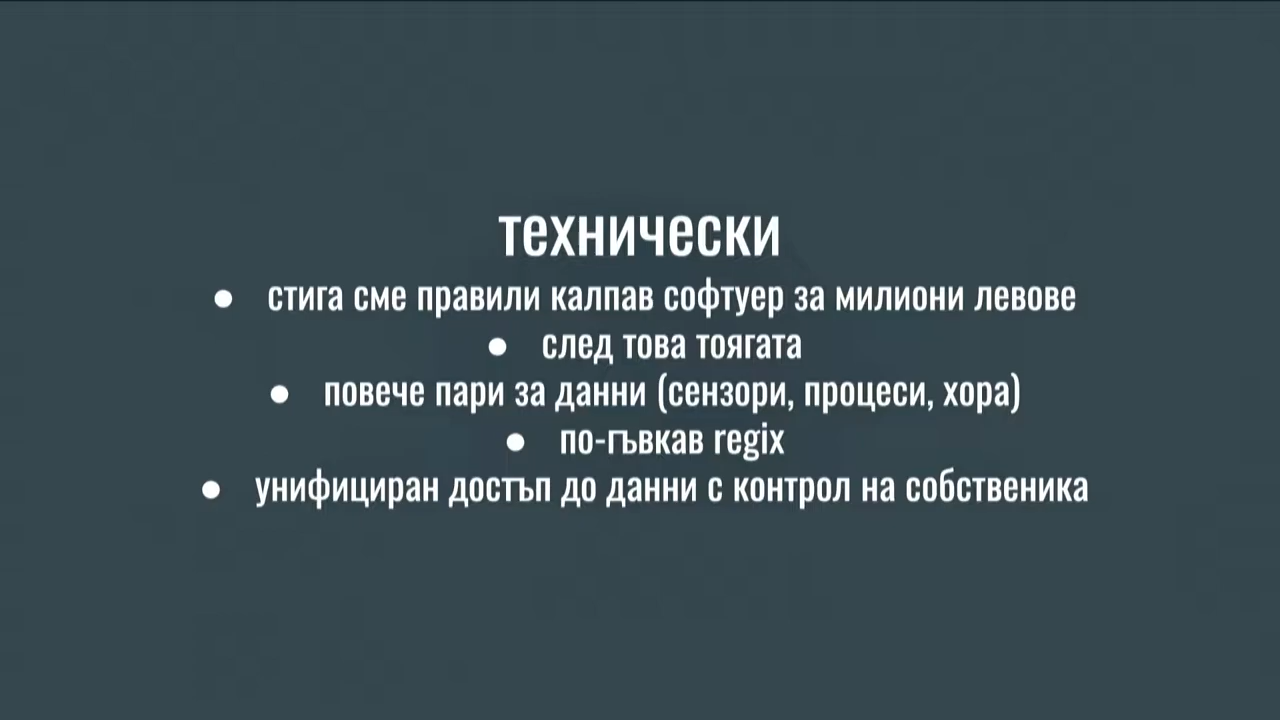 технически
● стига сме правили калпав софтуер за милиони левове
● след това тоягата
● повече пари за данни (сензори, процеси, хора)
● по-гъвкав regix
● унифициран достъп до данни с контрол на собственика